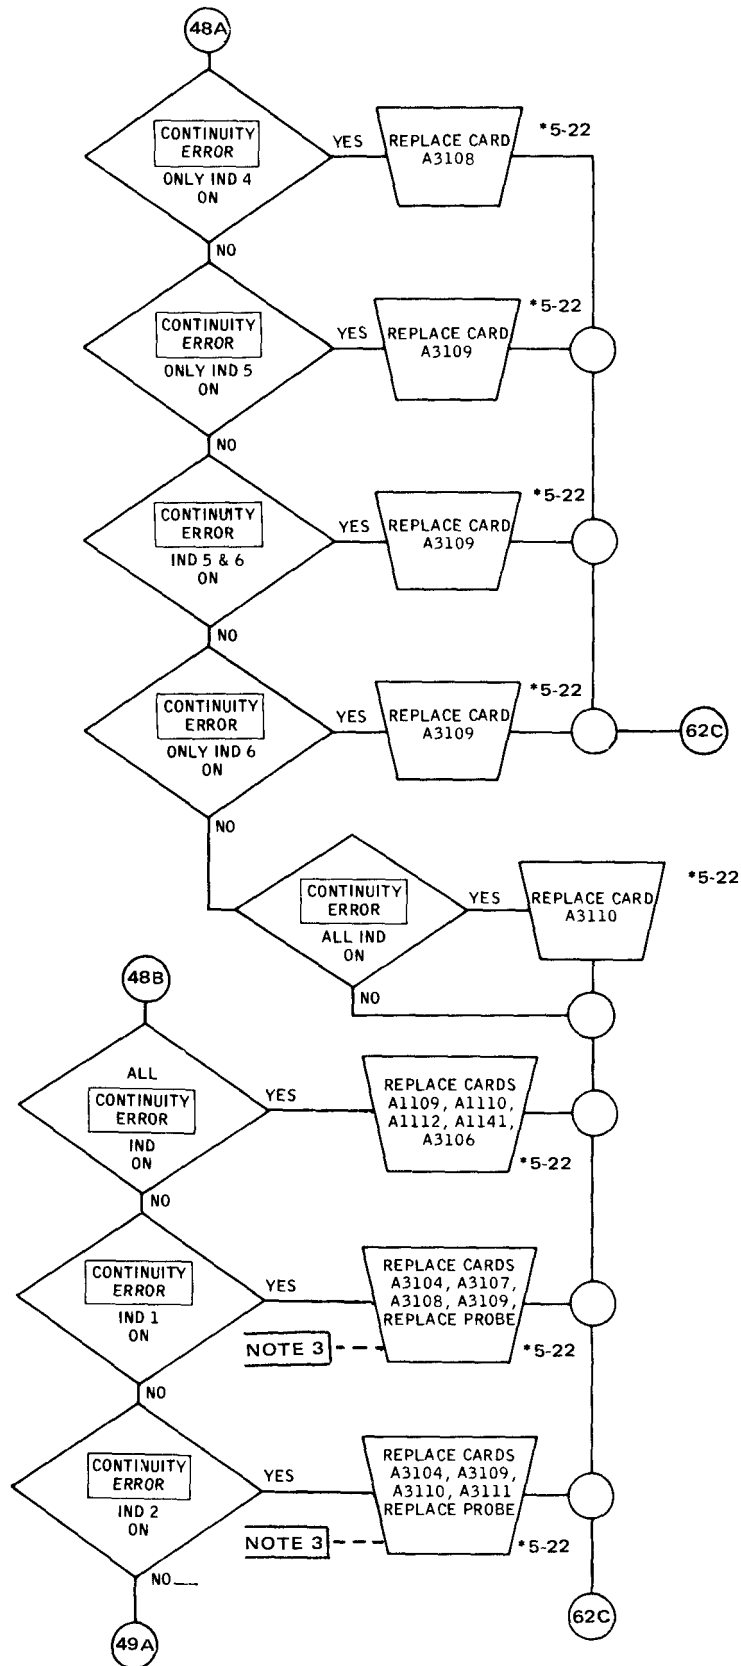 48A
CONTINUITY
ERROR
ONLY IND 4
ON
YES
REPLACE CARD
A3108
*5-22
NO
CONTINUITY
ERROR
ONLY IND 5
ON
YES
REPLACE CARD
A3109
*5-22
NO
CONTINUITY
ERROR
IND 5 & 6
ON
YES
REPLACE CARD
A3109
*5-22
NO
CONTINUITY
ERROR
ONLY IND 6
ON
YES
REPLACE CARD
A3109
*5-22
62C
NO
CONTINUITY
ERROR
ALL IND
ON
YES
REPLACE CARD
A3110
*5-22
NO
48B
ALL
CONTINUITY
ERROR
IND
ON
YES
REPLACE CARDS
A1109, A1110,
A1112, A1141,
A3106
*5-22
NO
CONTINUITY
ERROR
IND 1
ON
YES
REPLACE CARDS
A3104, A3107,
A3108, A3109,
REPLACE PROBE
NOTE 3
*5-22
NO
CONTINUITY
ERROR
IND 2
ON
YES
REPLACE CARDS
A3104, A3109,
A3110, A3111
REPLACE PROBE
NOTE 3
*5-22
NO
49A
62C